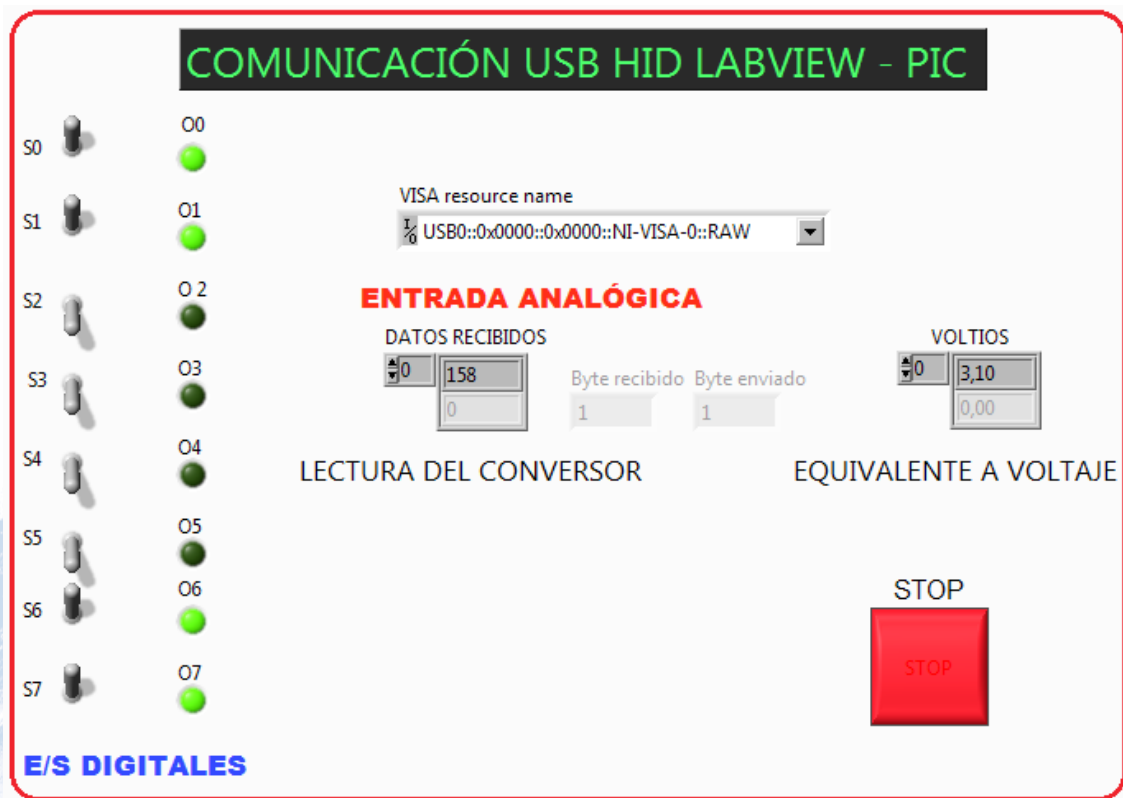 COMUNICACIÓN USB HID LABVIEW - PIC
S0
O0
S1
O1
S2
O 2
S3
O3
S4
O4
S5
O5
S6
O6
S7
O7
E/S DIGITALES
VISA resource name
I/O USB0::0x0000::0x0000::NI-VISA-0::RAW
ENTRADA ANALÓGICA
DATOS RECIBIDOS
0 158
0
Byte recibido Byte enviado
1 1
VOLTIOS
0 3,10
0,00
LECTURA DEL CONVERSOR
EQUIVALENTE A VOLTAJE
STOP
STOP